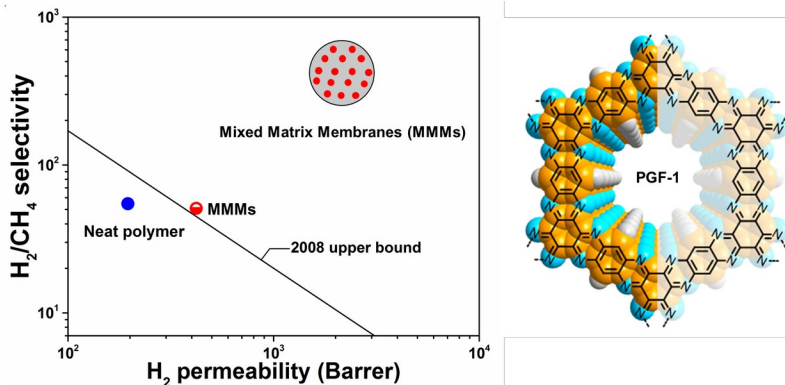 10³
Mixed Matrix Membranes (MMMs)
H₂/CH₄ selectivity
10²
MMMs
Neat polymer
2008 upper bound
10¹
10²
10³
10⁴
H₂ permeability (Barrer)
PGF-1